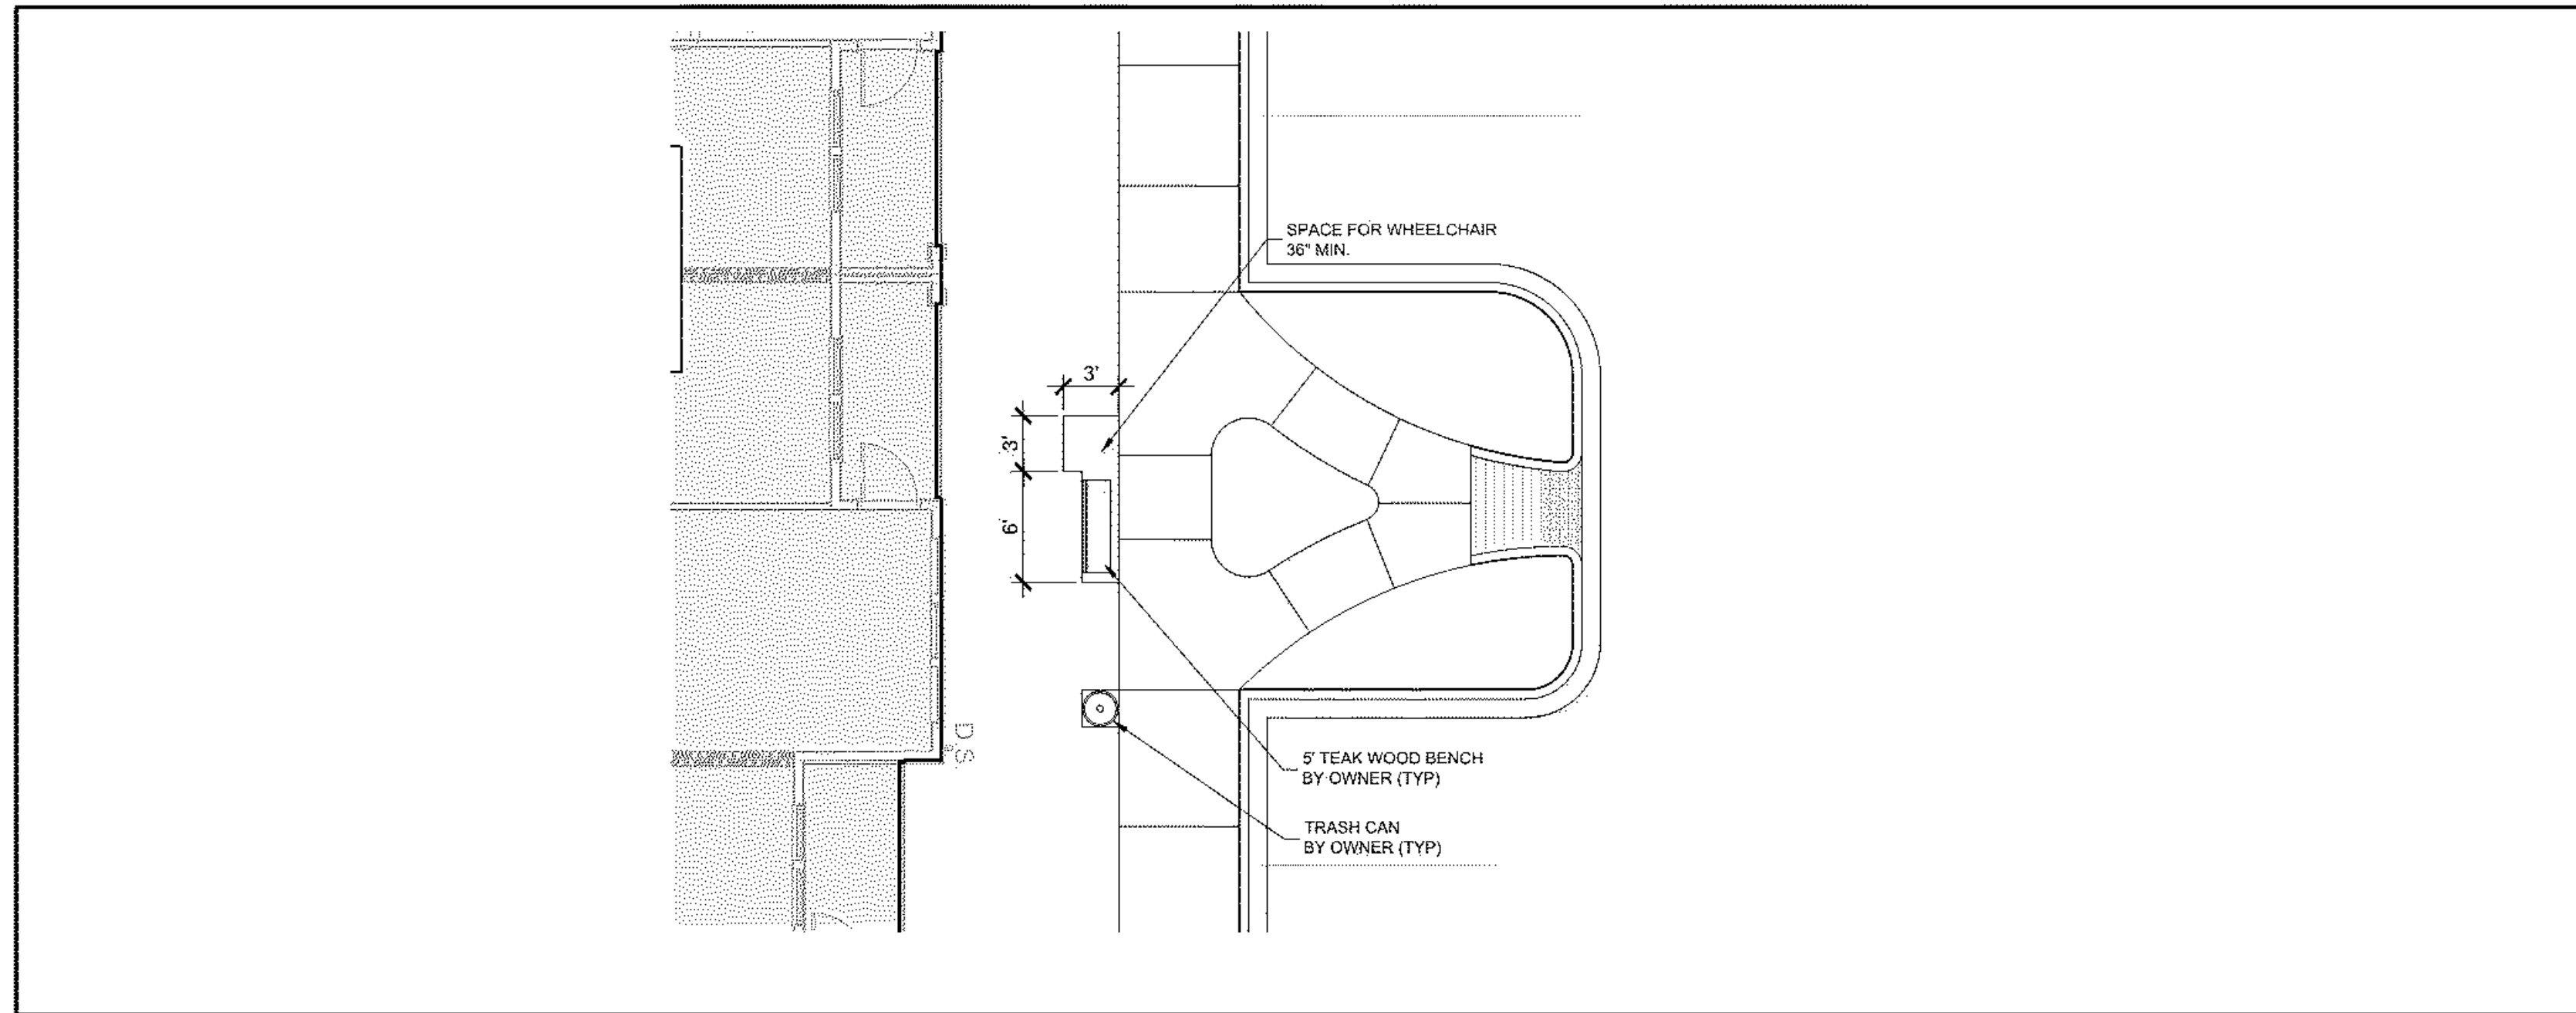 SPACE FOR WHEELCHAIR
36" MIN.
3'
3'
6'
D.S.
5' TEAK WOOD BENCH
BY OWNER (TYP)
TRASH CAN
BY OWNER (TYP)